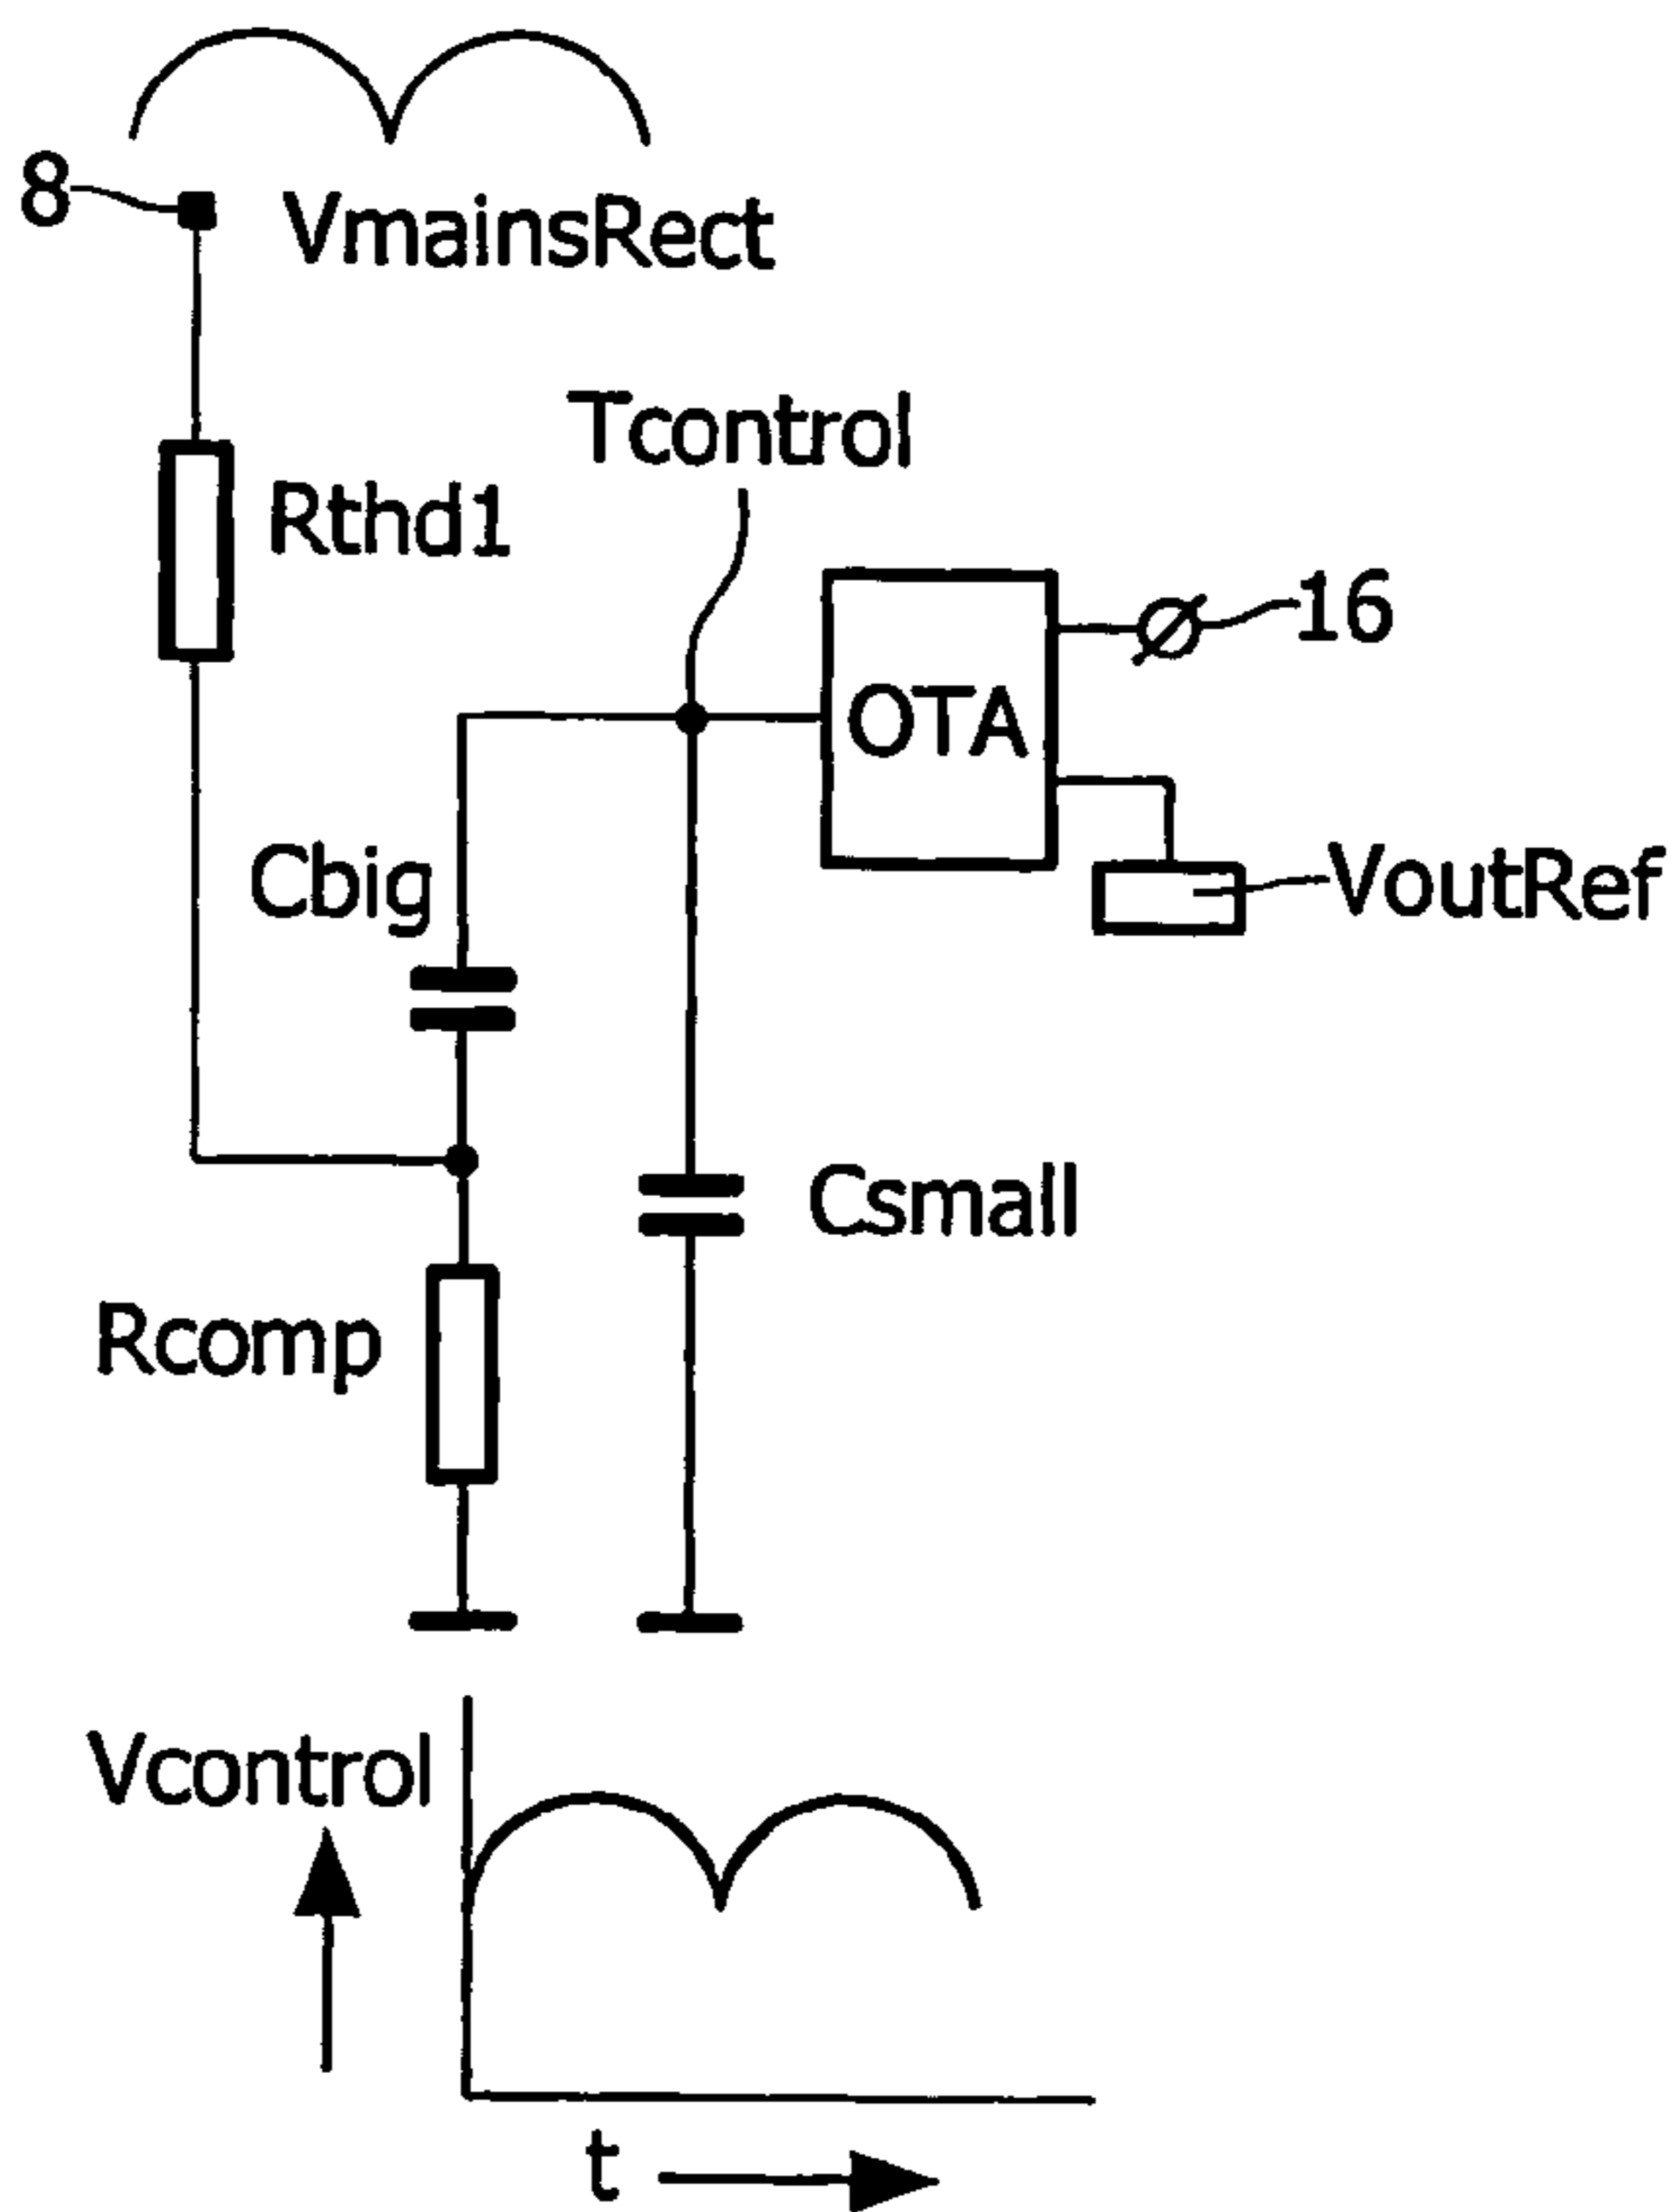 8
VmainsRect
Rthd1
Tcontrol
16
OTA
VoutRef
Cbig
Csmall
Rcomp
Vcontrol
t